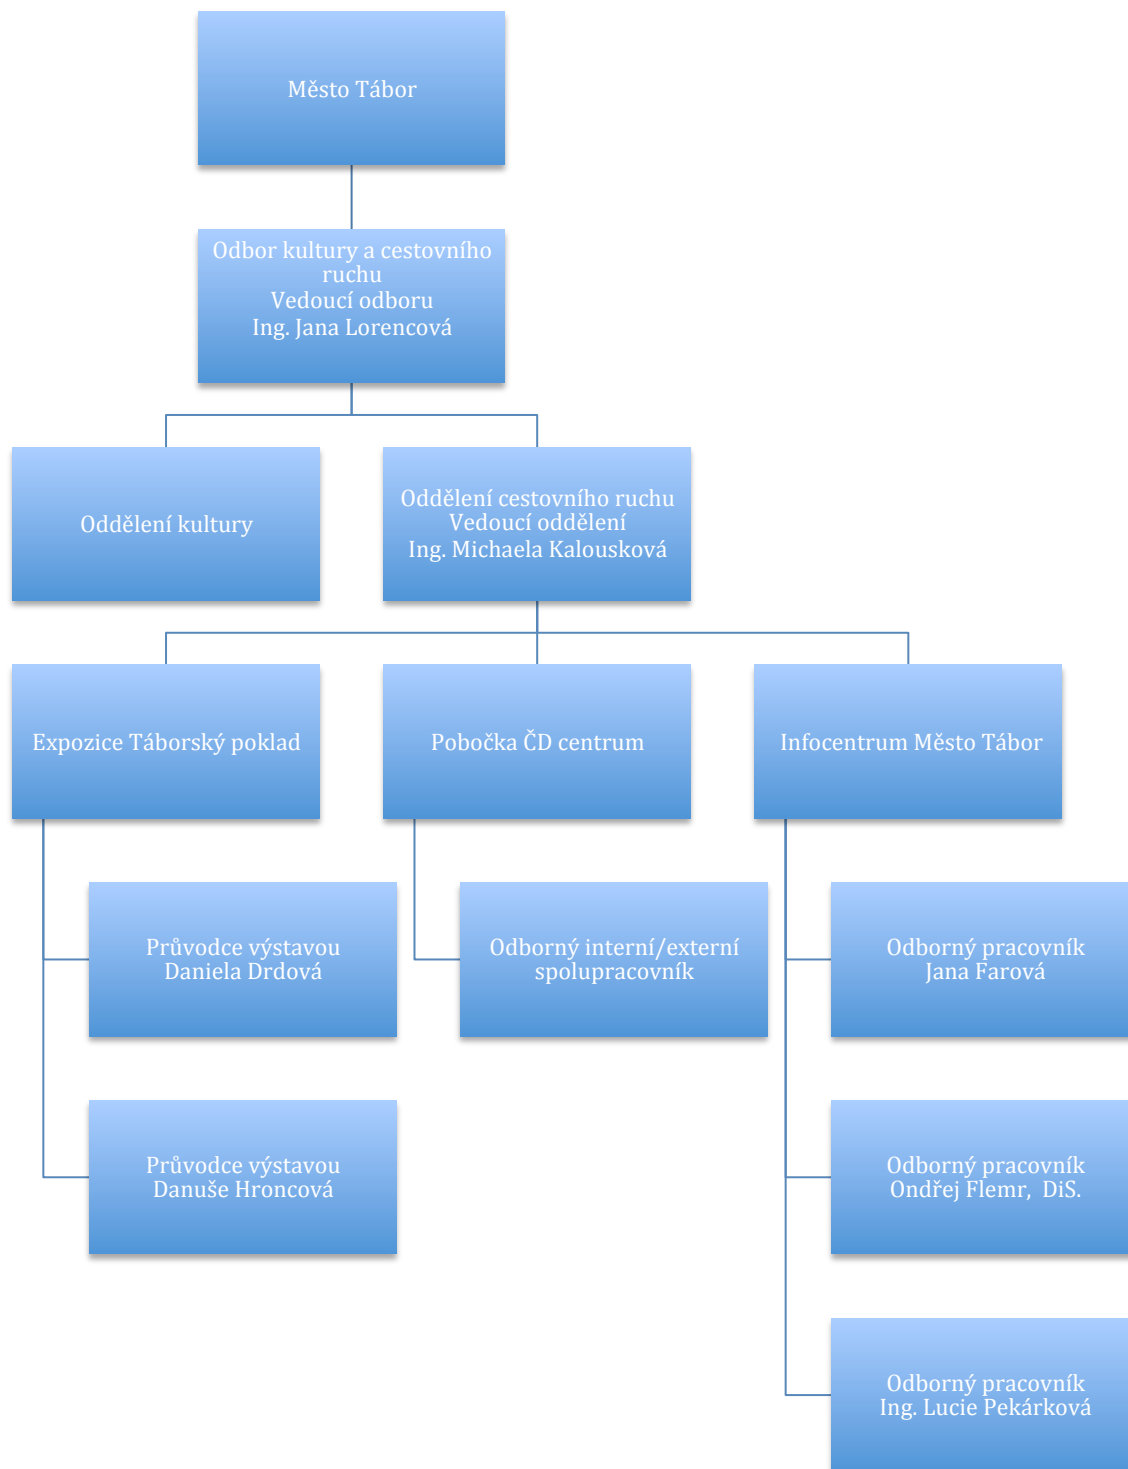 Město Tábor
Odbor kultury a cestovního
ruchu
Vedoucí odboru
Ing. Jana Lorencová
Oddělení kultury
Oddělení cestovního ruchu
Vedoucí oddělení
Ing. Michaela Kalousková
Expozice Táborský poklad
Pobočka ČD centrum
Infocentrum Město Tábor
Průvodce výstavou
Daniela Drdová
Odborný interní/externí
spolupracovník
Odborný pracovník
Jana Farová
Průvodce výstavou
Danuše Hroncová
Odborný pracovník
Ondřej Flemr, DiS.
Odborný pracovník
Ing. Lucie Pekárková